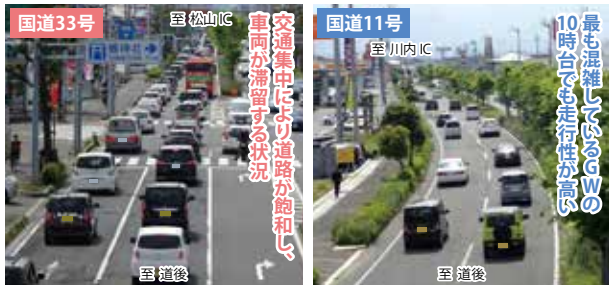 国道33号
至 松山IC
交通集中により道路が飽和し、
車両が滞留する状況
至 道後
国道11号
至 川内IC
最も混雑しているGWの
10時台でも走行性が高い
至 道後